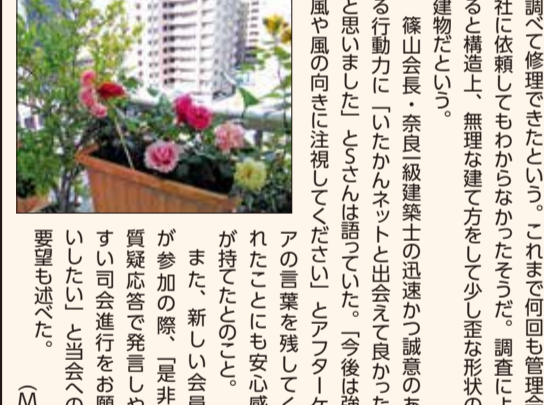 調べて修理できたという。これまで何回も管理会
社に依頼してもわからなかったそうだ。調査によ
ると構造上、無理な建て方をして少し歪な形状の
建物だという。
篠山会長・奈良一級建築士の迅速かつ誠意のあ
る行動力に「いたかんネットと出会えて良かった
と思いました」とSさんは語っていた。「今後は強
風や風の向きに注視してください」とアフターケ
アの言葉を残してく
れたことにも安心感
が持てたとのこと。
また、新しい会員
が参加の際、「是非
質疑応答で発言しや
すい司会進行をお願
いしたい」と当会への
要望も述べた。
(M